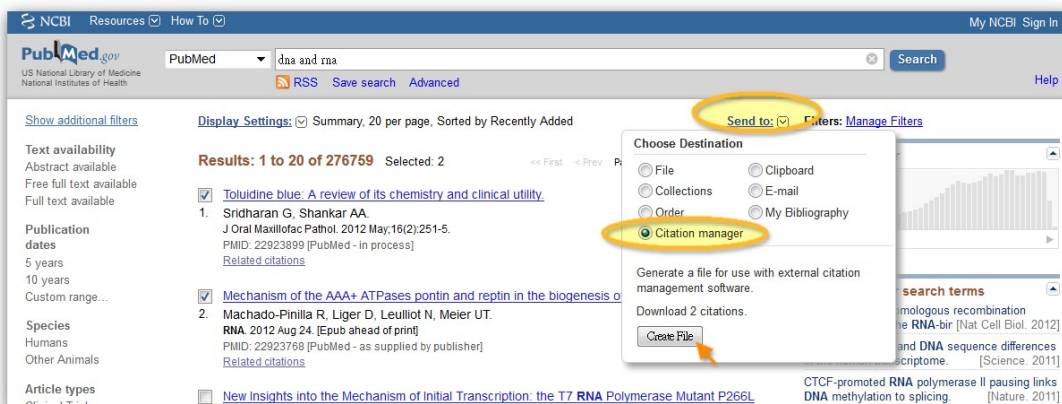 NCBI Resources How To My NCBI Sign In
PubMed.gov
US National Library of Medicine
National Institutes of Health
PubMed
dna and rna
Search
RSS Save search Advanced
Help
Show additional filters
Text availability
Abstract available
Free full text available
Full text available
Publication
dates
5 years
10 years
Custom range...
Species
Humans
Other Animals
Article types
Display Settings: Summary, 20 per page, Sorted by Recently Added
Send to:
Filters: Manage Filters
Results: 1 to 20 of 276759 Selected: 2
<< First < Prev
Toluidine blue: A review of its chemistry and clinical utility.
1. Sridharan G, Shankar AA.
J Oral Maxillofac Pathol. 2012 May;16(2):251-5.
PMID: 22923899 [PubMed - in process]
Related citations
Mechanism of the AAA+ ATPases pontin and reptin in the biogenesis
2. Machado-Pinilla R, Liger D, Leulliot N, Meier UT.
RNA. 2012 Aug 24. [Epub ahead of print]
PMID: 22923768 [PubMed - as supplied by publisher]
Related citations
New Insights into the Mechanism of Initial Transcription: the T7 RNA Polymerase Mutant P266L
Choose Destination
File Clipboard
Collections E-mail
Order My Bibliography
Citation manager
Generate a file for use with external citation
management software.
Download 2 citations.
Create File
search terms
recombination
RNA-bir [Nat Cell Biol. 2012]
and DNA sequence differences
[Science. 2011]
CTCF-promoted RNA polymerase II pausing links
DNA methylation to splicing. [Nature. 2011]